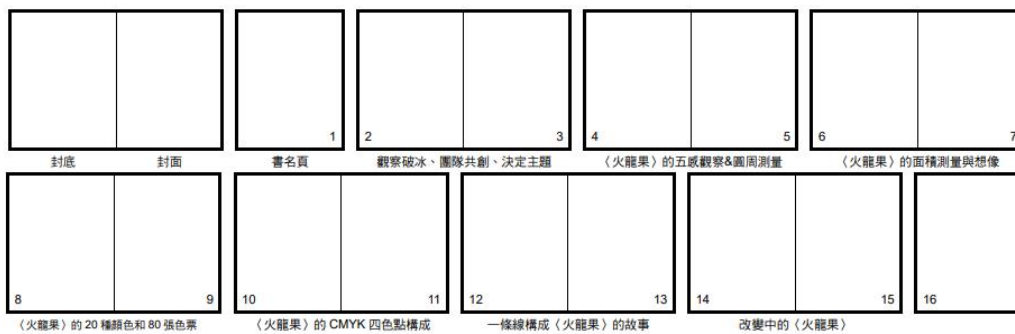 1 2 3 4 5 6 7
封底 封面 書名頁 觀察破冰、團隊共創、決定主題 〈火龍果〉的五感觀察&圓周測量 〈火龍果〉的面積測量與想像
8 9 10 11 12 13 14 15 16
〈火龍果〉的 20 種顏色和 80 張色票 〈火龍果〉的 CMYK 四色點構成 一條線構成〈火龍果〉的故事 改變中的〈火龍果〉